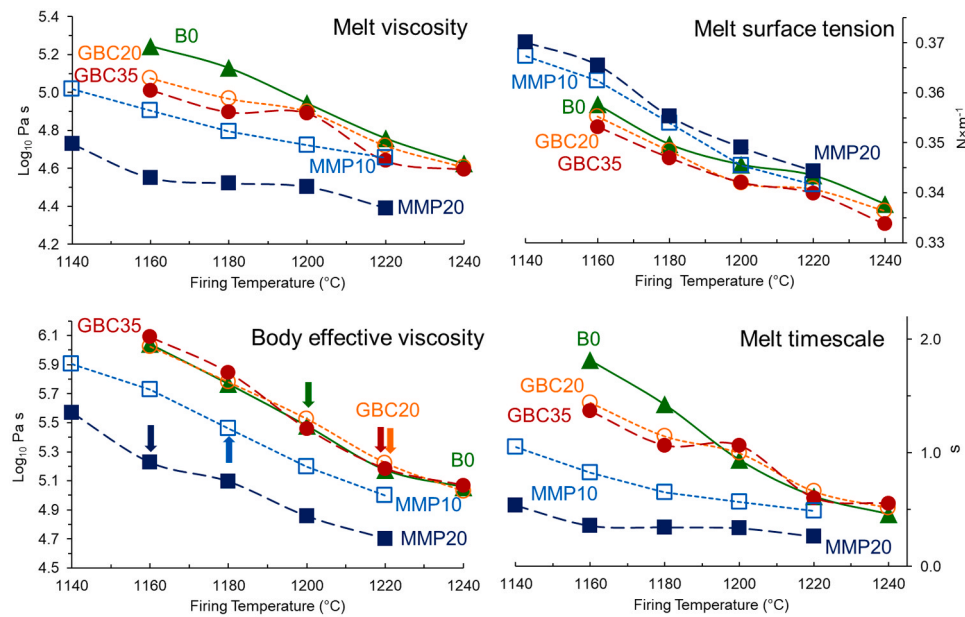 Melt viscosity
5.4
5.2
5.0
4.8
4.6
4.4
4.2
Log₁₀ Pa s
B0
GBC20
GBC35
MMP10
MMP20
1140 1160 1180 1200 1220 1240
Firing Temperature (°C)
Melt surface tension
0.37
0.36
0.35
0.34
0.33
N×m⁻¹
MMP10
B0
GBC20
GBC35
MMP20
1140 1160 1180 1200 1220 1240
Firing Temperature (°C)
Body effective viscosity
6.1
5.9
5.7
5.5
5.3
5.1
4.9
4.7
4.5
Log₁₀ Pa s
GBC35
GBC20
B0
MMP10
MMP20
1140 1160 1180 1200 1220 1240
Firing Temperature (°C)
Melt timescale
2.0
1.0
0.0
s
B0
GBC20
GBC35
MMP10
MMP20
1140 1160 1180 1200 1220 1240
Firing Temperature (°C)